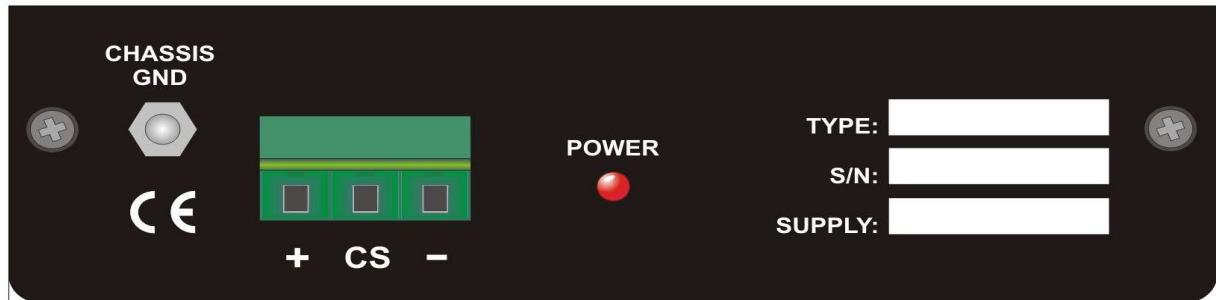 CHASSIS
GND
CE
+ CS −
POWER
TYPE:
S/N:
SUPPLY: